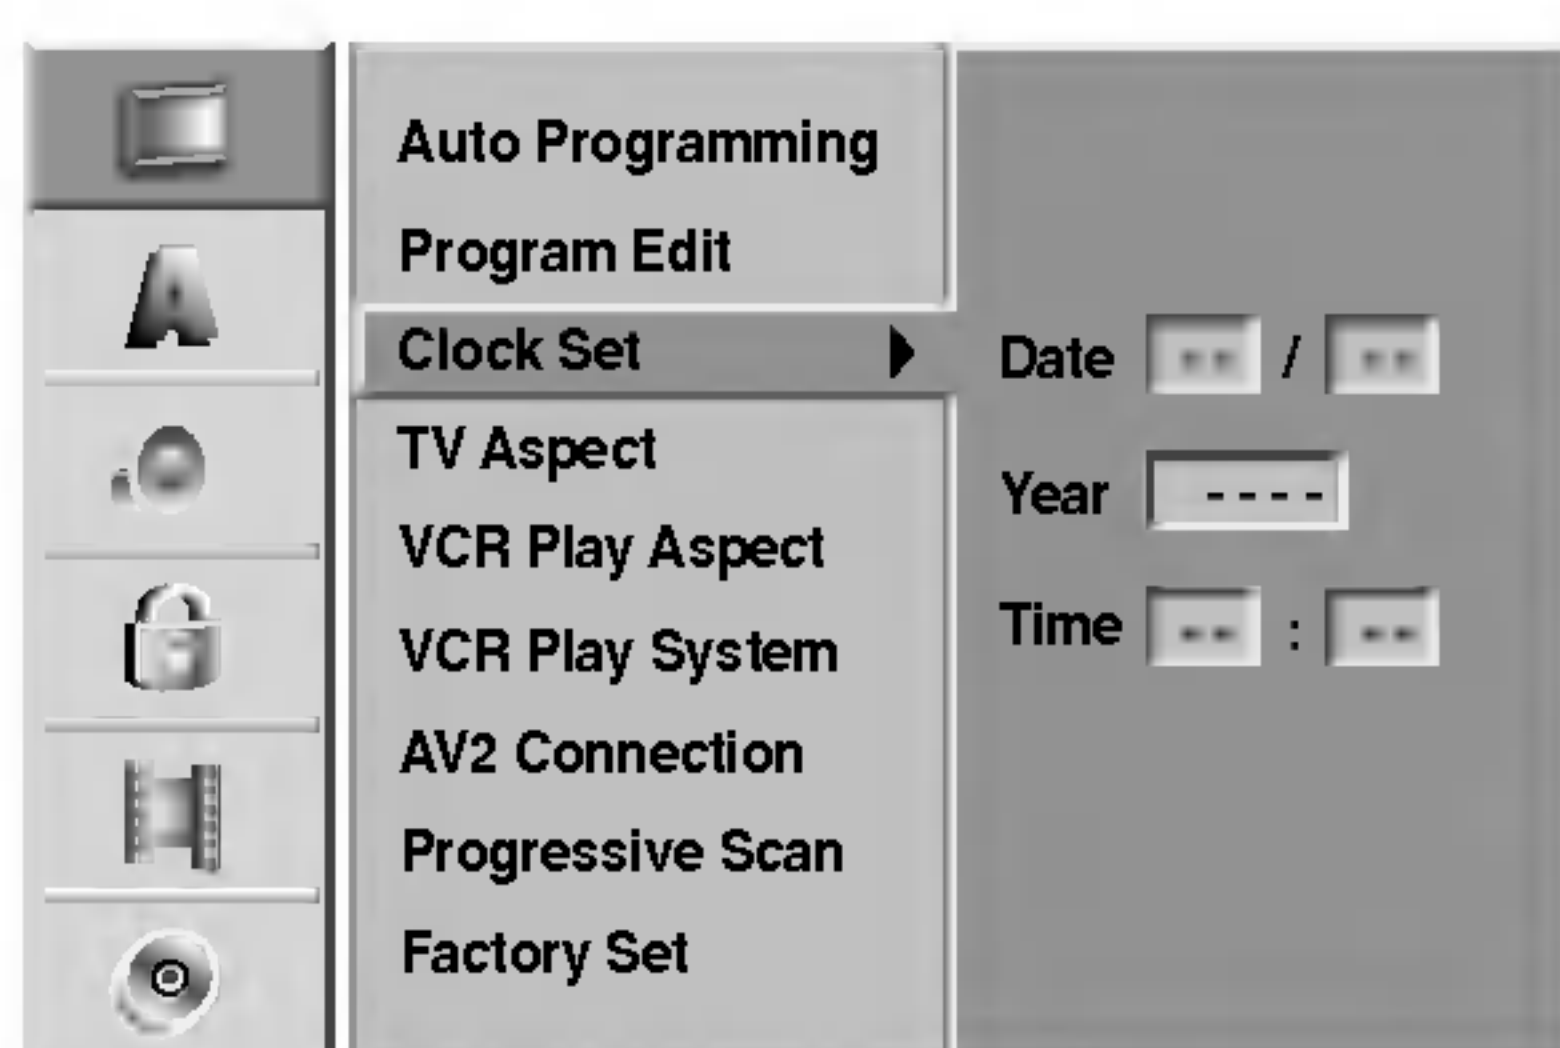 A
Auto Programming
Program Edit
Clock Set
TV Aspect
VCR Play Aspect
VCR Play System
AV2 Connection
Progressive Scan
Factory Set
Date -- / --
Year ----
Time -- : --